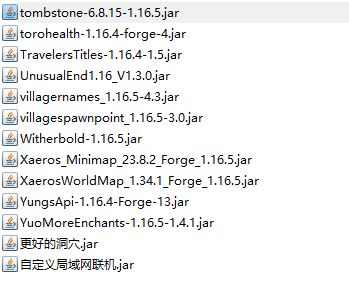 tombstone-6.8.15-1.16.5.jar
torohealth-1.16.4-forge-4.jar
TravelersTitles-1.16.4-1.5.jar
UnusualEnd1.16_V1.3.0.jar
villagernames_1.16.5-4.3.jar
villagespawnpoint_1.16.5-3.0.jar
Witherbold-1.16.5.jar
Xaeros_Minimap_23.8.2_Forge_1.16.5.jar
XaerosWorldMap_1.34.1_Forge_1.16.5.jar
YungsApi-1.16.4-Forge-13.jar
YuoMoreEnchants-1.16.5-1.4.1.jar
更好的洞穴.jar
自定义局域网联机.jar